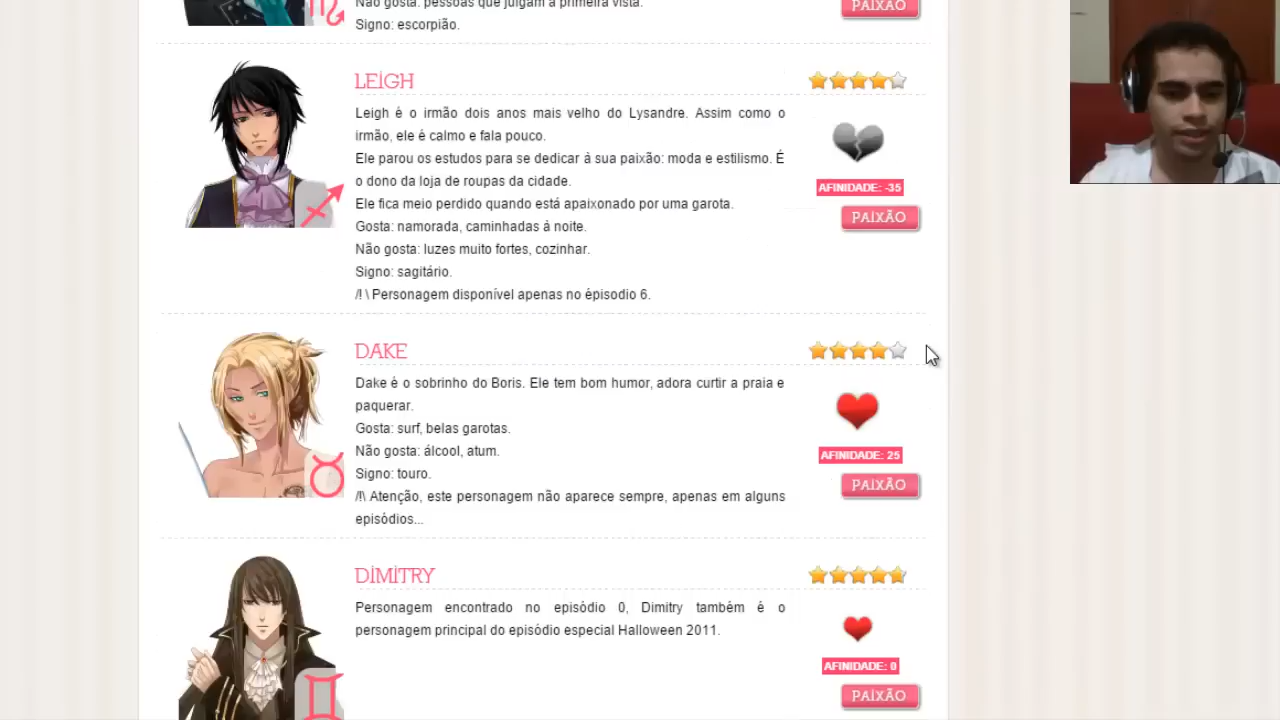 Não gosta: pessoas que julgam à primeira vista.
PAIXÃO
Signo: escorpião.
LEIGH
Leigh é o irmão dois anos mais velho do Lysandre. Assim como o
irmão, ele é calmo e fala pouco.
Ele parou os estudos para se dedicar á sua paixão: moda e estilismo. É
o dono da loja de roupas da cidade.
Ele fica meio perdido quando está apaixonado por uma garota.
Gosta: namorada, caminhadas á noite.
Não gosta: luzes muito fortes, cozinhar.
Signo: sagitário.
/! \ Personagem disponível apenas no épisodio 6.
AFINIDADE: -35
PAIXÃO
DAKE
Dake é o sobrinho do Boris. Ele tem bom humor, adora curtir a praia e
paquerar.
Gosta: surf, belas garotas.
Não gosta: álcool, atum.
Signo: touro.
/!\ Atenção, este personagem não aparece sempre, apenas em alguns
episódios...
AFINIDADE: 25
PAIXÃO
DIMITRY
Personagem encontrado no episódio 0, Dimitry também é o
personagem principal do episódio especial Halloween 2011.
AFINIDADE: 0
PAIXÃO